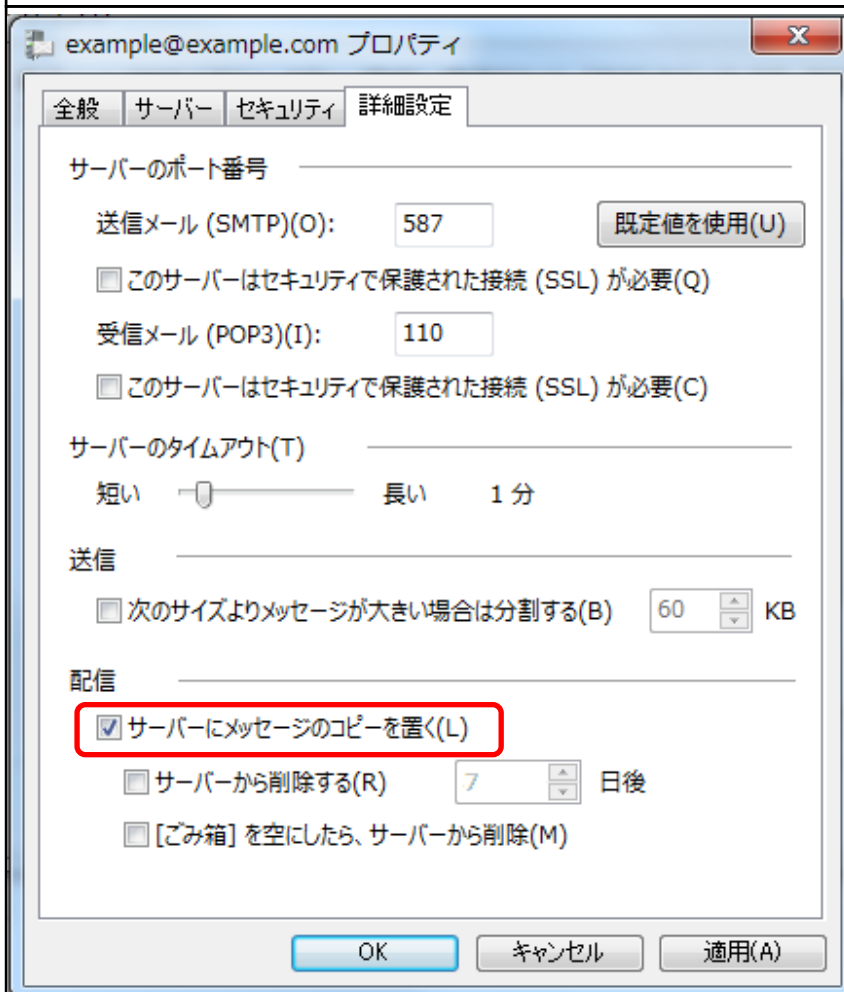 example@example.com プロパティ
全般 サーバー セキュリティ 詳細設定
サーバーのポート番号
送信メール (SMTP)(O): 587 既定値を使用(U)
このサーバーはセキュリティで保護された接続 (SSL) が必要(Q)
受信メール (POP3)(I): 110
このサーバーはセキュリティで保護された接続 (SSL) が必要(C)
サーバーのタイムアウト(T)
短い 長い 1 分
送信
次のサイズよりメッセージが大きい場合は分割する(B) 60 KB
配信
サーバーにメッセージのコピーを置く(L)
サーバーから削除する(R) 7 日後
[ごみ箱] を空にしたら、サーバーから削除(M)
OK キャンセル 適用(A)